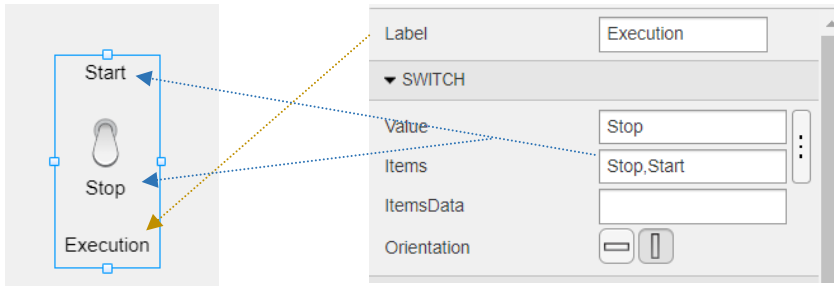 Start
Stop
Execution
Label
Execution
SWITCH
Value
Stop
Items
Stop,Start
ItemsData
Orientation